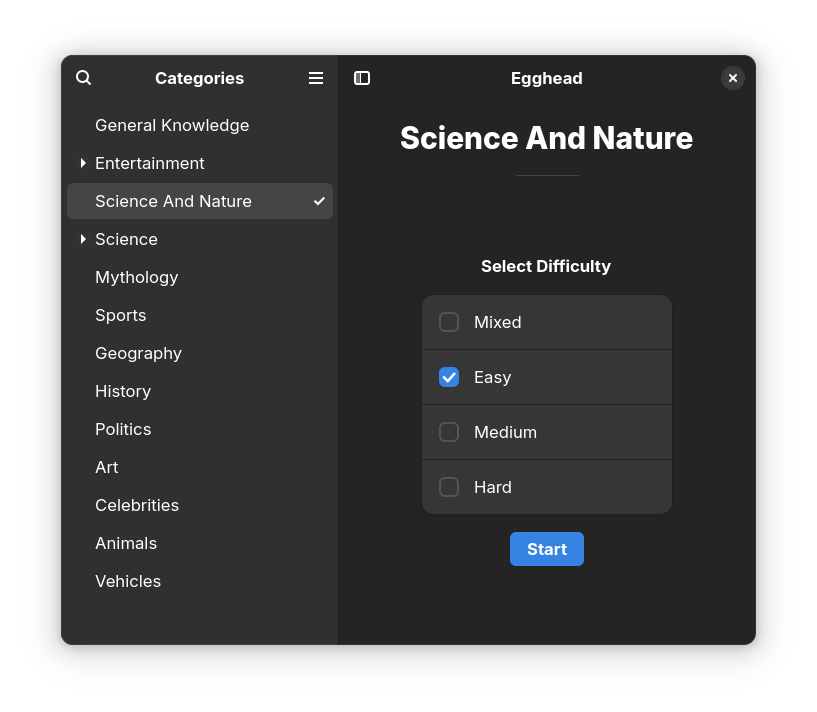 Categories
General Knowledge
Entertainment
Science And Nature
Science
Mythology
Sports
Geography
History
Politics
Art
Celebrities
Animals
Vehicles
Egghead
Science And Nature
Select Difficulty
Mixed
Easy
Medium
Hard
Start